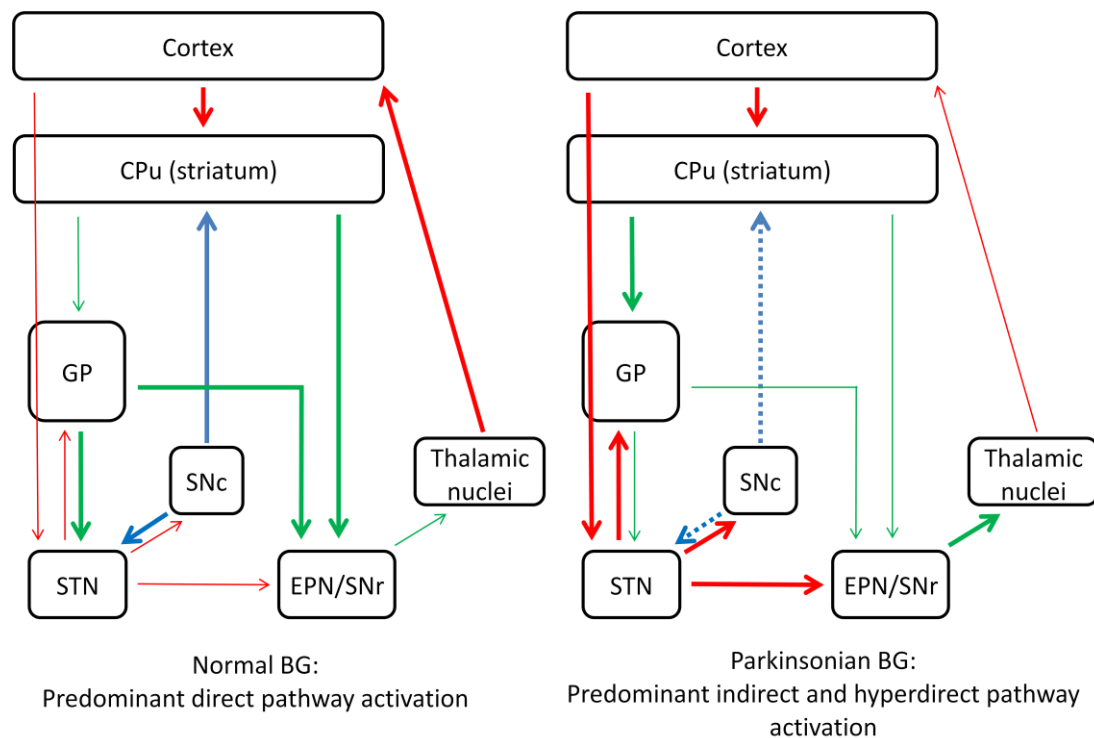 Cortex
CPu (striatum)
GP
SNc
Thalamic
nuclei
STN
EPN/SNr
Normal BG:
Predominant direct pathway activation
Cortex
CPu (striatum)
GP
SNc
Thalamic
nuclei
STN
EPN/SNr
Parkinsonian BG:
Predominant indirect and hyperdirect pathway
activation